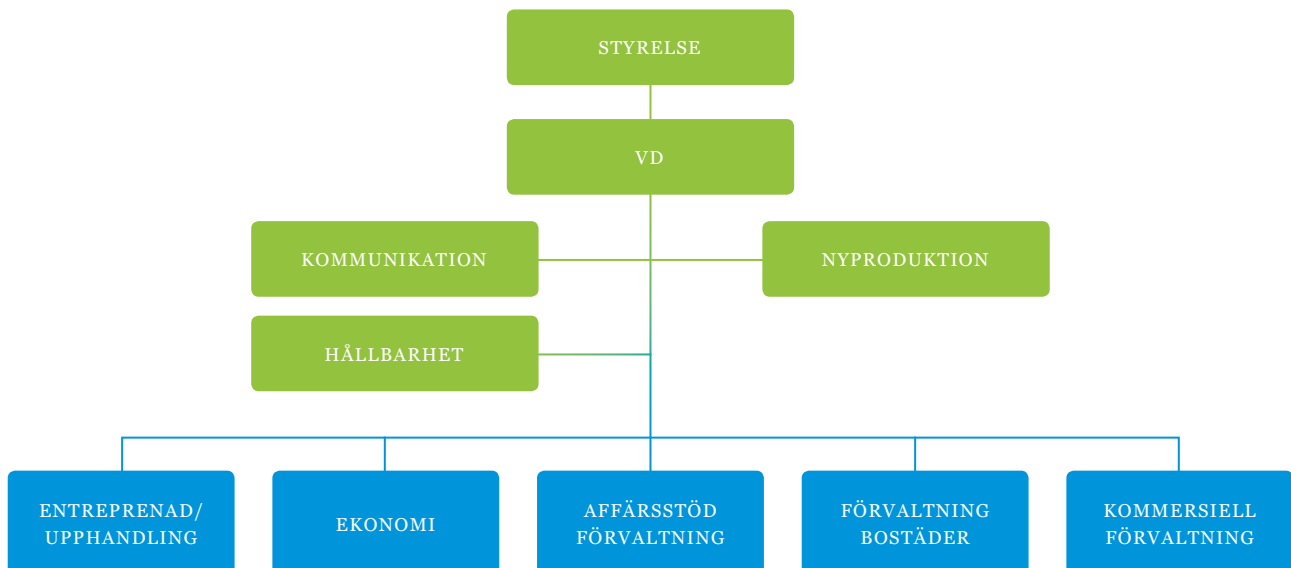 STYRELSE
VD
KOMMUNIKATION
NYPRODUKTION
HÅLLBARHET
ENTREPRENAD/
UPPHANDLING
EKONOMI
AFFÄRSSTÖD
FÖRVALTNING
FÖRVALTNING
BOSTÄDER
KOMMERSIELL
FÖRVALTNING